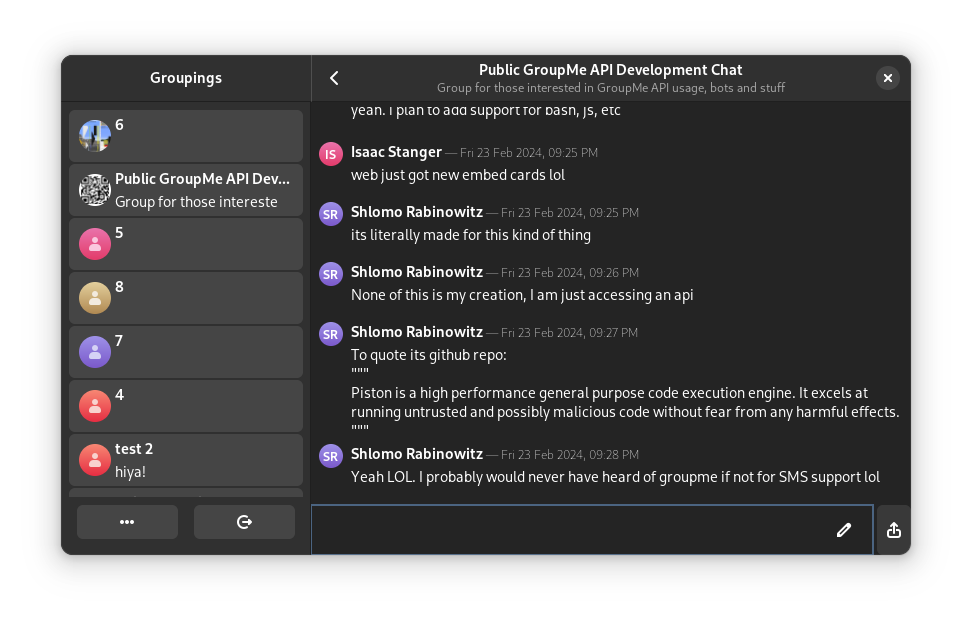 Groupings
6
Public GroupMe API Dev...
Group for those intereste
5
8
7
4
test 2
hiya!
Public GroupMe API Development Chat
Group for those interested in GroupMe API usage, bots and stuff
yeah. I plan to add support for bash, js, etc
IS
Isaac Stanger — Fri 23 Feb 2024, 09:25 PM
web just got new embed cards lol
SR
Shlomo Rabinowitz — Fri 23 Feb 2024, 09:25 PM
its literally made for this kind of thing
SR
Shlomo Rabinowitz — Fri 23 Feb 2024, 09:26 PM
None of this is my creation, I am just accessing an api
SR
Shlomo Rabinowitz — Fri 23 Feb 2024, 09:27 PM
To quote its github repo:
"""
Piston is a high performance general purpose code execution engine. It excels at
running untrusted and possibly malicious code without fear from any harmful effects.
"""
SR
Shlomo Rabinowitz — Fri 23 Feb 2024, 09:28 PM
Yeah LOL. I probably would never have heard of groupme if not for SMS support lol